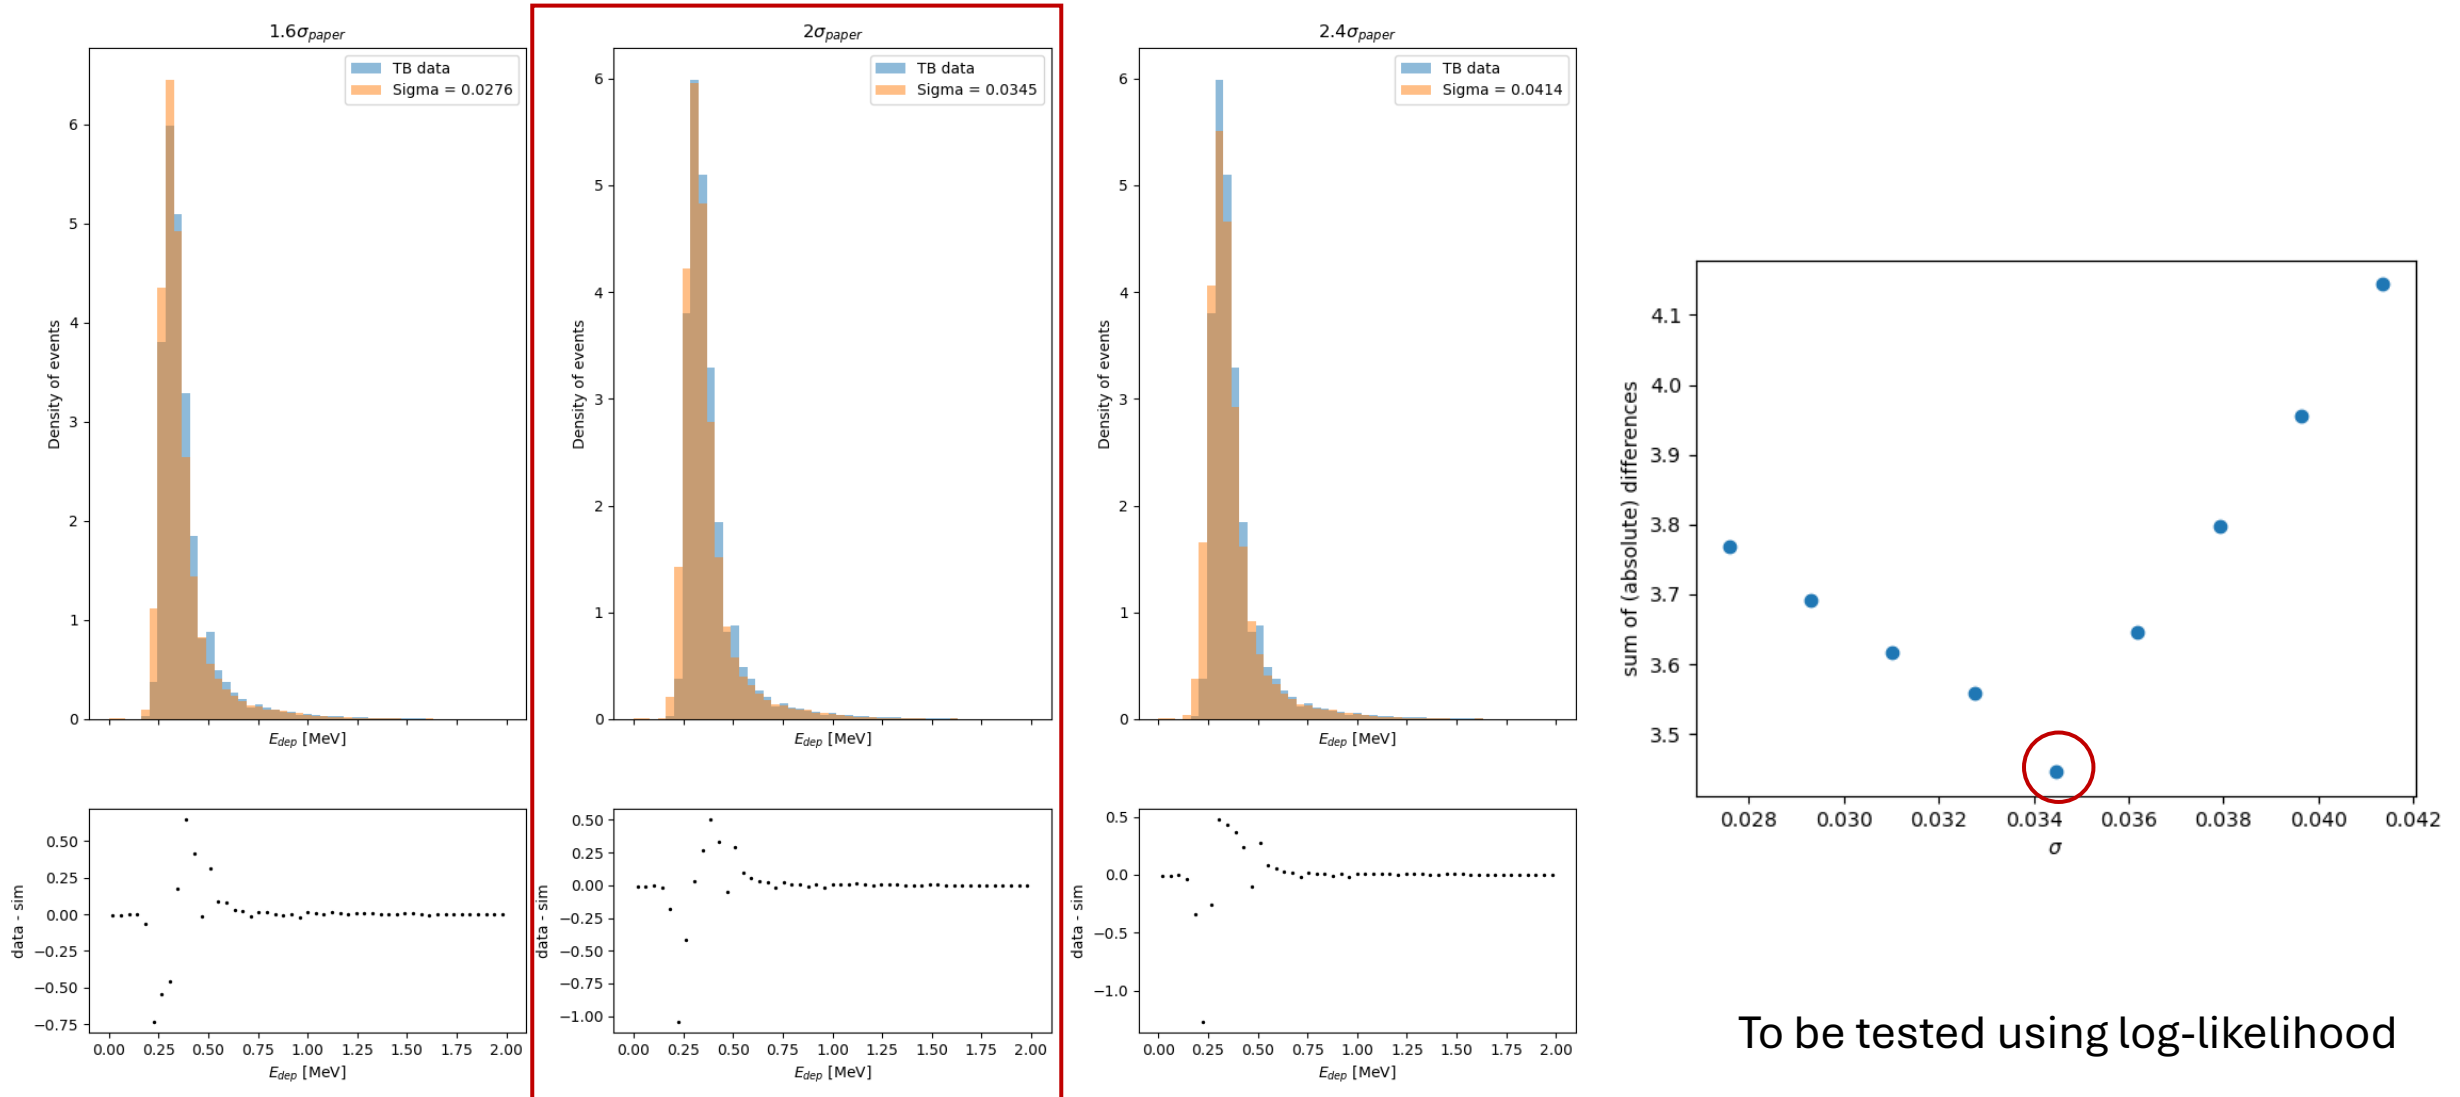 1.6σpaper
TB data
Sigma = 0.0276
Density of events
6
5
4
3
2
1
0
Edep [MeV]
data - sim
0.50
0.25
0.00
−0.25
−0.50
−0.75
0.00 0.25 0.50 0.75 1.00 1.25 1.50 1.75 2.00
Edep [MeV]
2σpaper
TB data
Sigma = 0.0345
Density of events
6
5
4
3
2
1
0
Edep [MeV]
data - sim
0.50
0.25
0.00
−0.25
−0.50
−0.75
−1.00
0.00 0.25 0.50 0.75 1.00 1.25 1.50 1.75 2.00
Edep [MeV]
2.4σpaper
TB data
Sigma = 0.0414
Density of events
6
5
4
3
2
1
0
Edep [MeV]
data - sim
0.5
0.0
−0.5
−1.0
0.00 0.25 0.50 0.75 1.00 1.25 1.50 1.75 2.00
Edep [MeV]
sum of (absolute) differences
4.1
4.0
3.9
3.8
3.7
3.6
3.5
0.028 0.030 0.032 0.034 0.036 0.038 0.040 0.042
σ
To be tested using log-likelihood